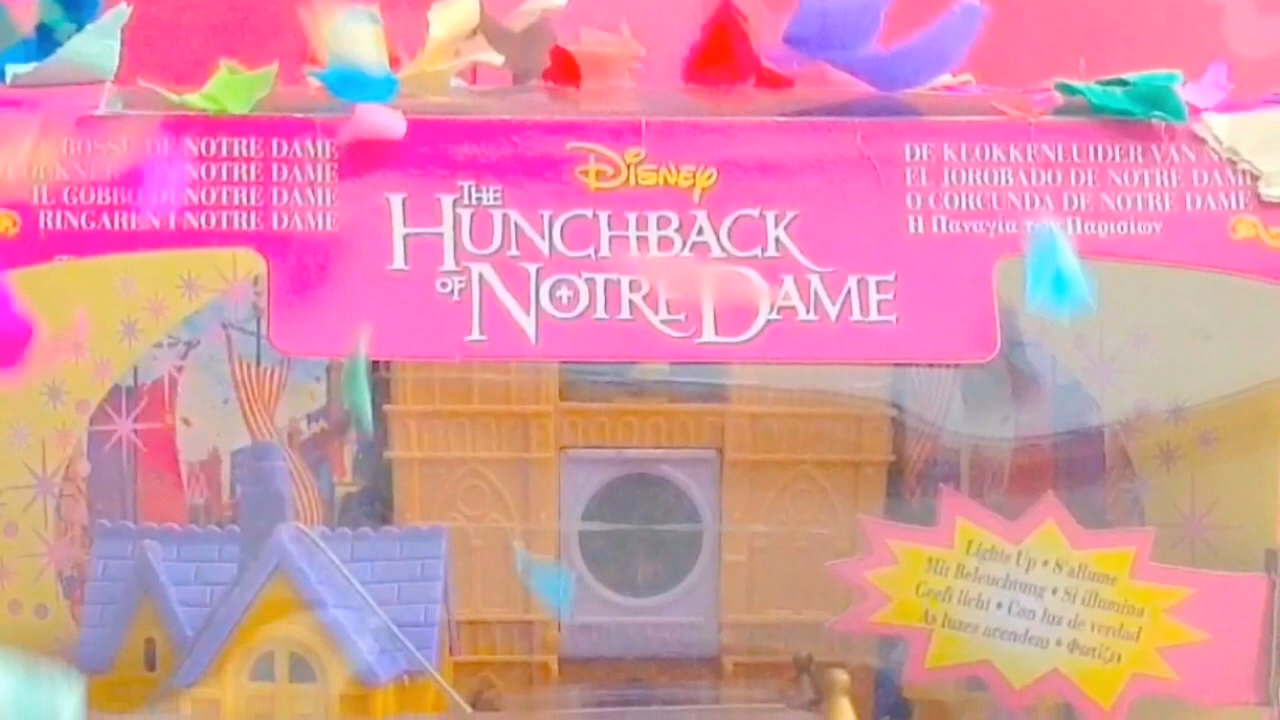 BOSSU DE NOTRE DAME
NOTRE DAME
IL GOBBO DI NOTRE DAME
RINGAREN I NOTRE DAME
DISNEY
THE
HUNCHBACK
OF NOTRE DAME
DE KLOKKENLUIDER VAN
EL JOROBADO DE NOTRE DAME
O CORCUNDA DE NOTRE DAME
Η Παναγία των Παρισίων
Lights Up • S'allume
Mit Beleuchtung • Si illumina
Geeft licht • Con luz de verdad
As luzes acendem • Φωτίζει